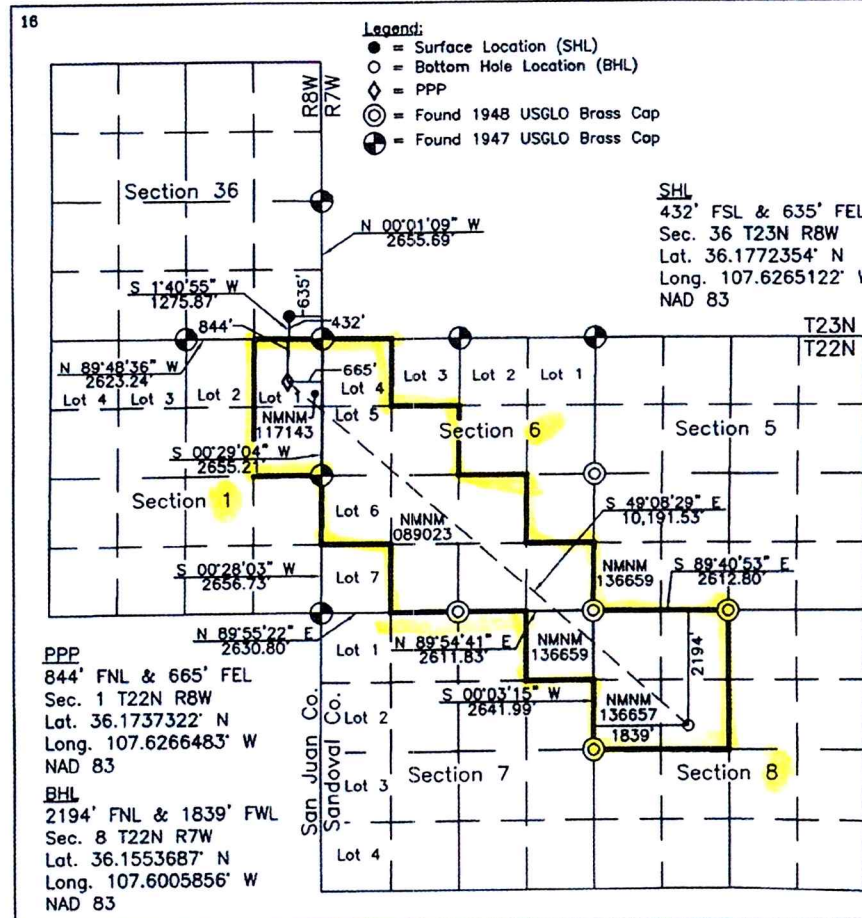 16
Legend:
● = Surface Location (SHL)
○ = Bottom Hole Location (BHL)
◇ = PPP
= Found 1948 USGLO Brass Cap
= Found 1947 USGLO Brass Cap
R8W
R7W
Section 36
N 00°01'09" W
2655.69'
SHL
432' FSL & 635' FEL
Sec. 36 T23N R8W
Lat. 36.1772354° N
Long. 107.6265122° W
NAD 83
S 1°40'55" W
1275.87'
635'
432'
844'
T23N
T22N
N 89°48'36" W
2623.24'
665'
Lot 4
Lot 3
Lot 2
Lot 1
Lot 4
Lot 3
Lot 2
Lot 1
Lot 5
NMNM
117143
Section 6
Section 5
S 00°29'04" W
2655.21'
Section 1
Lot 6
NMNM
089023
S 49°08'29" E
10,191.53'
S 00°28'03" W
2656.73'
Lot 7
NMNM
136659
S 89°40'53" E
2612.80'
N 89°55'22" E
2630.80'
N 89°54'41" E
2611.83'
Lot 1
NMNM
136659
2194'
PPP
844' FNL & 665' FEL
Sec. 1 T22N R8W
Lat. 36.1737322° N
Long. 107.6266483° W
NAD 83
S 00°03'15" W
2641.99'
Lot 2
NMNM
136657
1839'
San Juan Co.
Sandoval Co.
Section 7
Section 8
Lot 3
BHL
2194' FNL & 1839' FWL
Sec. 8 T22N R7W
Lat. 36.1553687° N
Long. 107.6005856° W
NAD 83
Lot 4